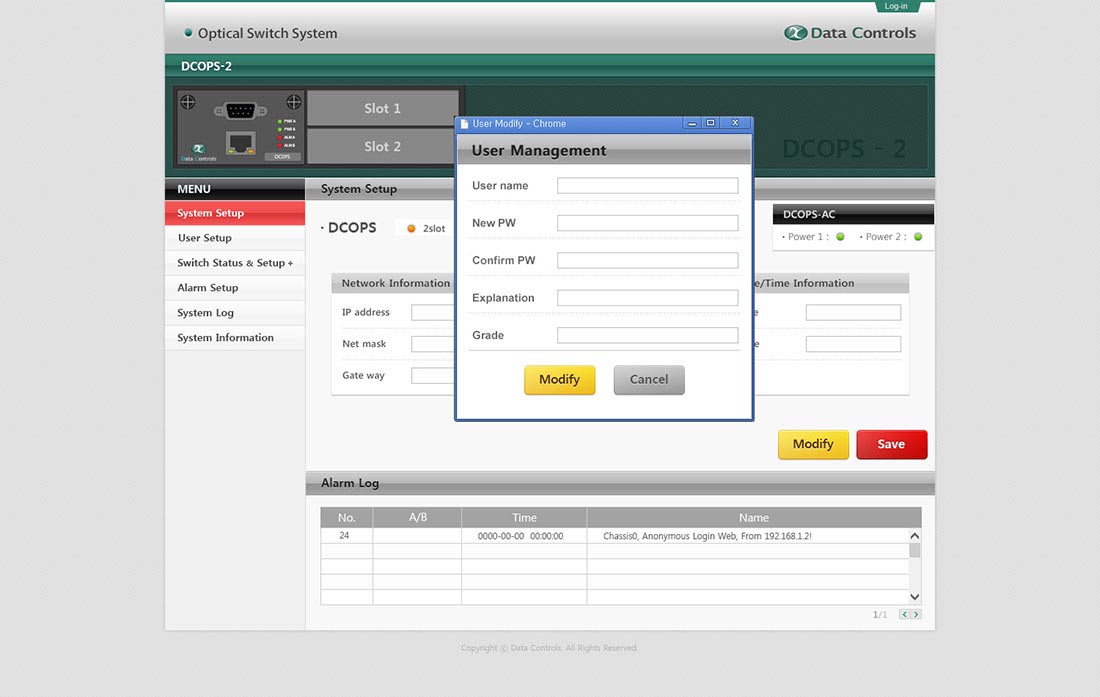 Log-in
Optical Switch System
Data Controls
DCOPS-2
Slot 1
Slot 2
PWR A
PWR B
ALM A
ALM B
Data Controls
DCOPS
DCOPS - 2
User Modify - Chrome
User Management
User name
New PW
Confirm PW
Explanation
Grade
Modify
Cancel
MENU
System Setup
User Setup
Switch Status & Setup +
Alarm Setup
System Log
System Information
System Setup
· DCOPS
2slot
DCOPS-AC
· Power 1 :
· Power 2 :
Network Information
e/Time Information
IP address
e
Net mask
e
Gate way
Modify
Save
Alarm Log
No. A/B Time Name
24 0000-00-00 00:00:00 Chassis0, Anonymous Login Web, From 192.168.1.2!
1/1
Copyright ⓒ Data Controls. All Rights Reserved.